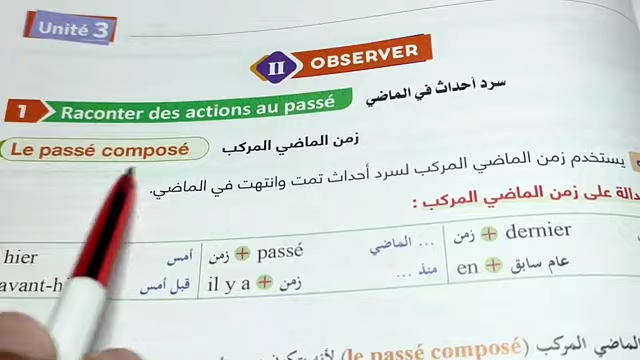 Unité 3
II OBSERVER
1 Raconter des actions au passé سرد أحداث في الماضي
Le passé composé زمن الماضي المركب
يستخدم زمن الماضي المركب لسرد أحداث تمت وانتهت في الماضي.
دالة على زمن الماضي المركب :
hier أمس
زمن + passé الماضي ...
زمن + dernier
avant-h قبل أمس
il y a + زمن منذ ...
en + عام سابق
الماضي المركب (le passé composé) لأنه